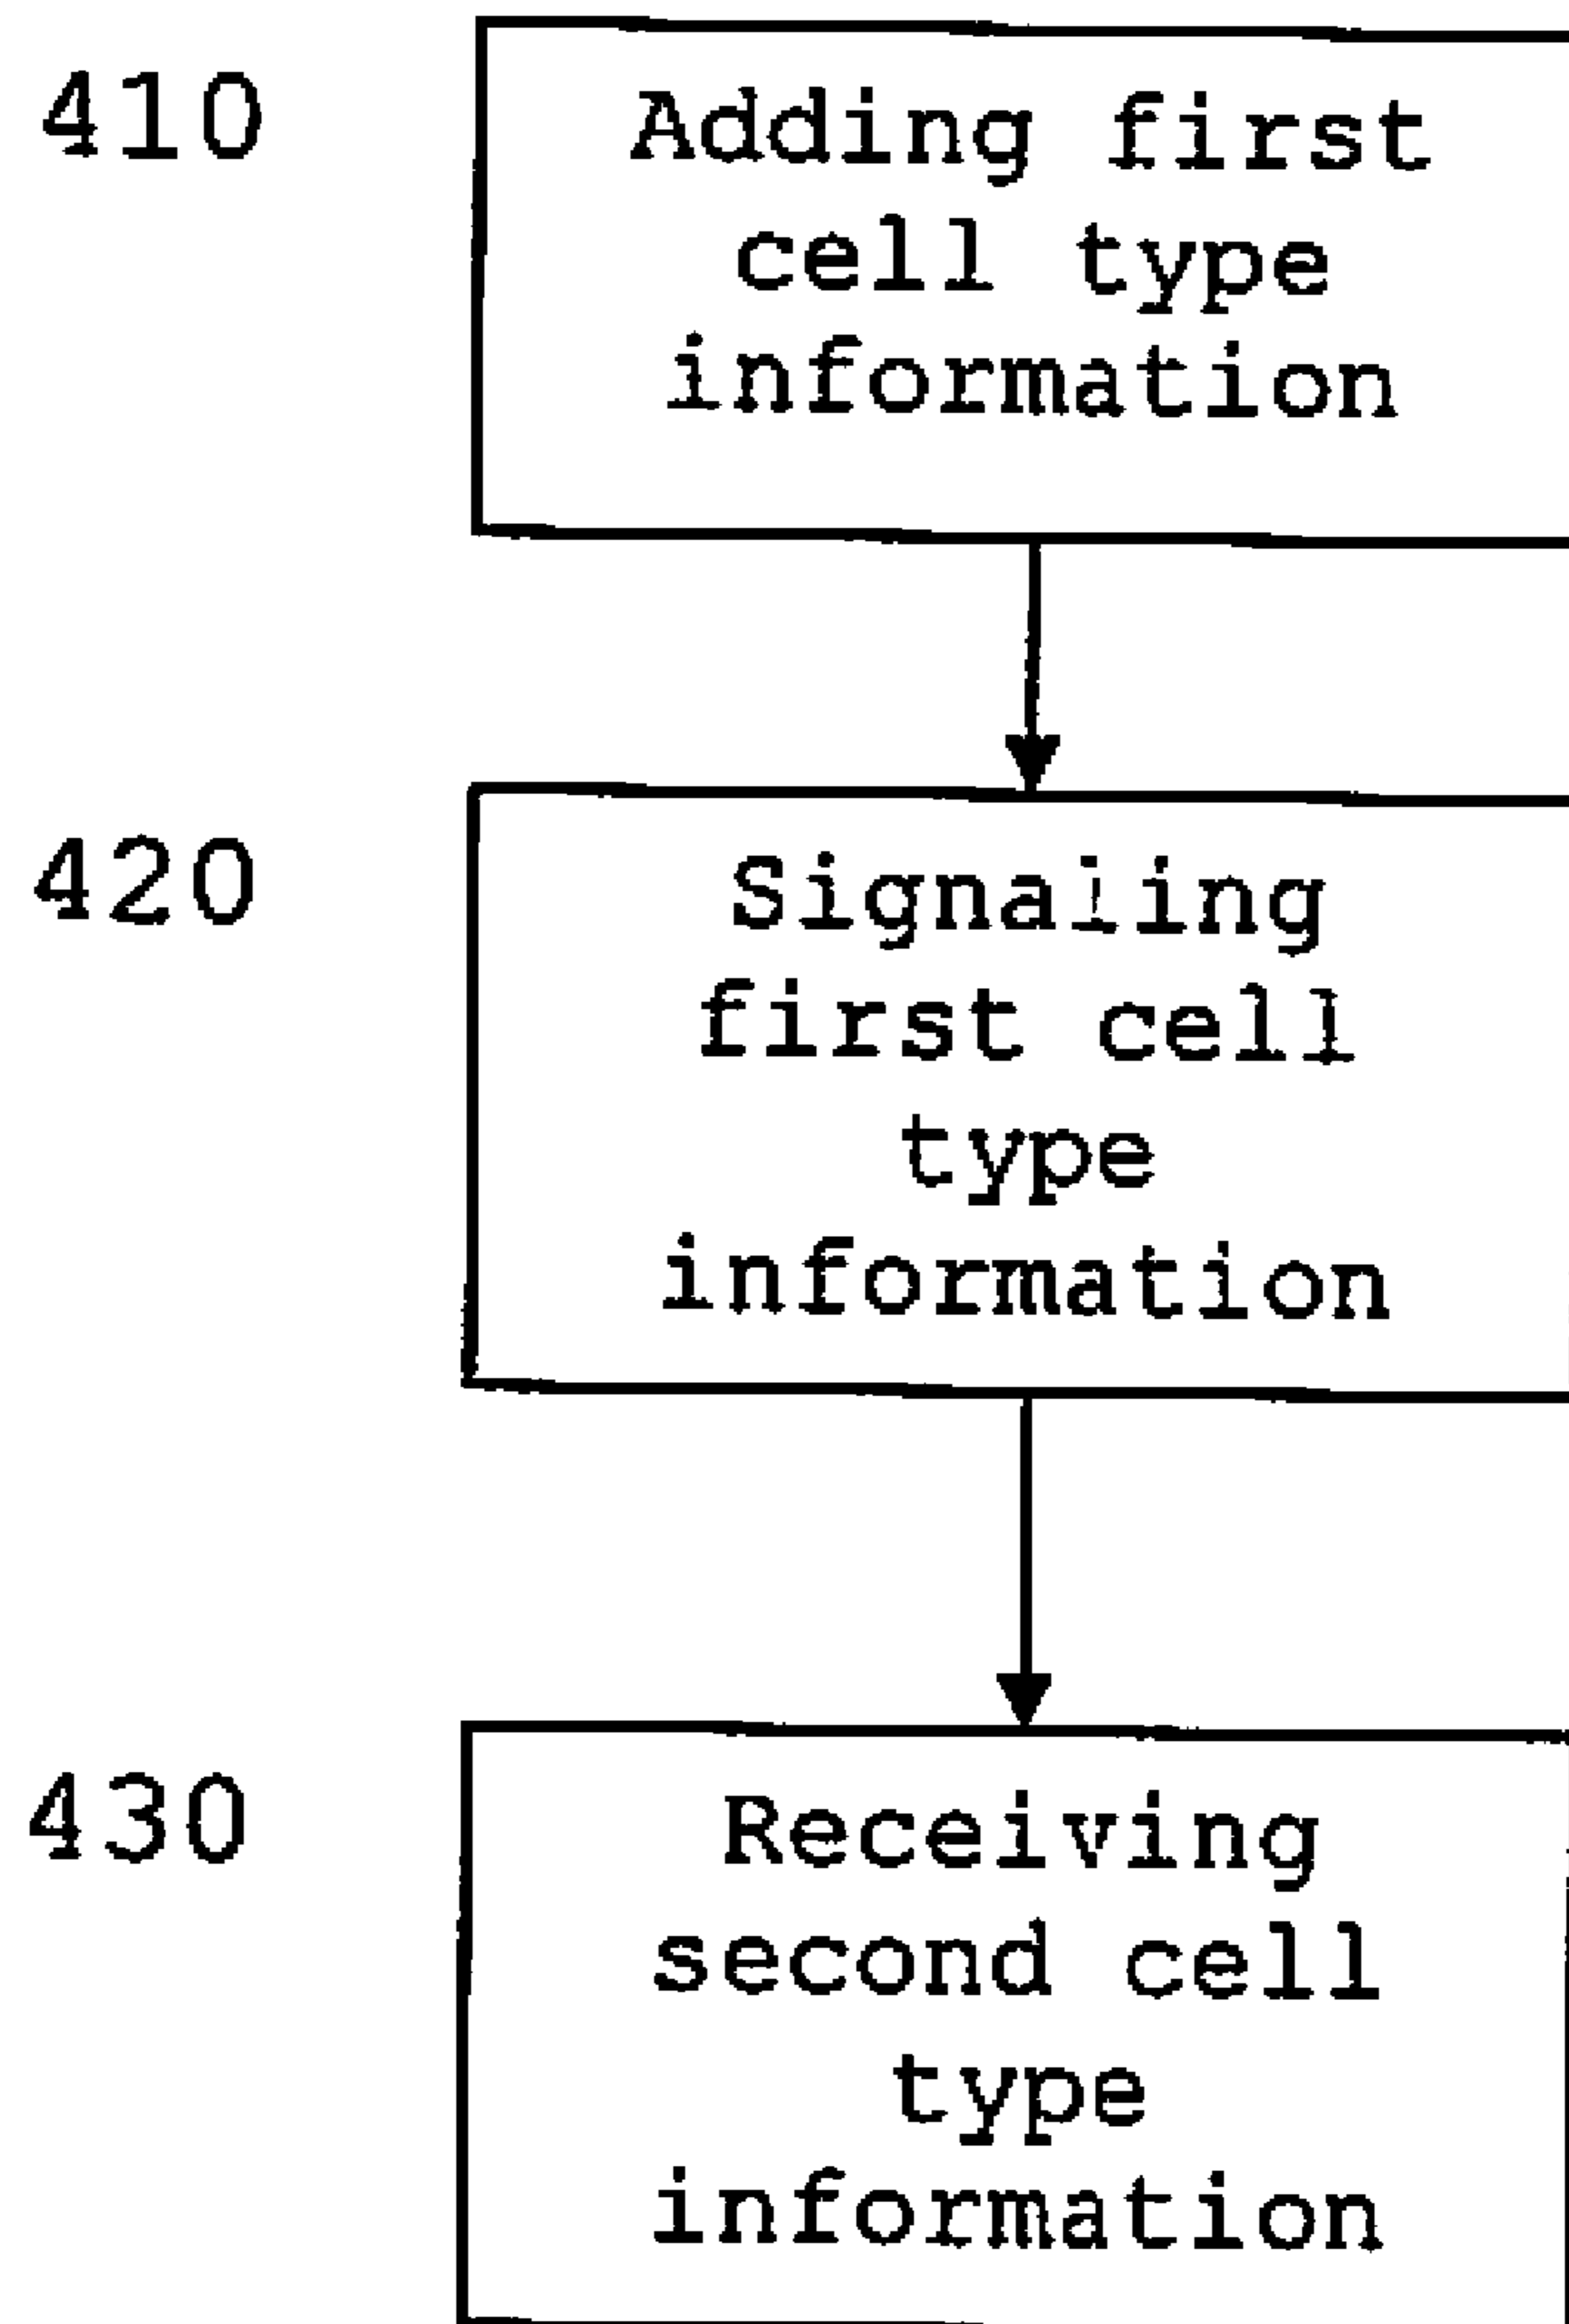 410
Adding first
cell type
information
420
Signaling
first cell
type
information
430
Receiving
second cell
type
information